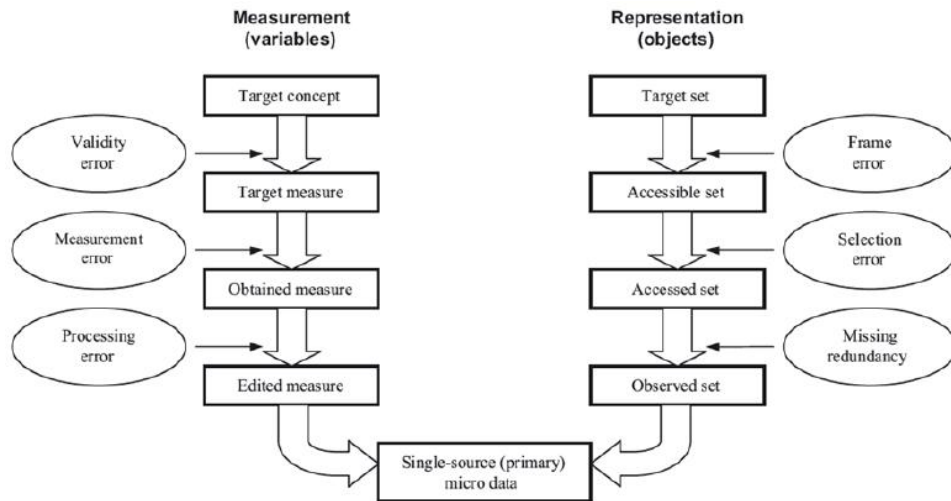 Measurement
(variables)
Representation
(objects)
Target concept
Target set
Validity
error
Frame
error
Target measure
Accessible set
Measurement
error
Selection
error
Obtained measure
Accessed set
Processing
error
Missing
redundancy
Edited measure
Observed set
Single-source (primary)
micro data